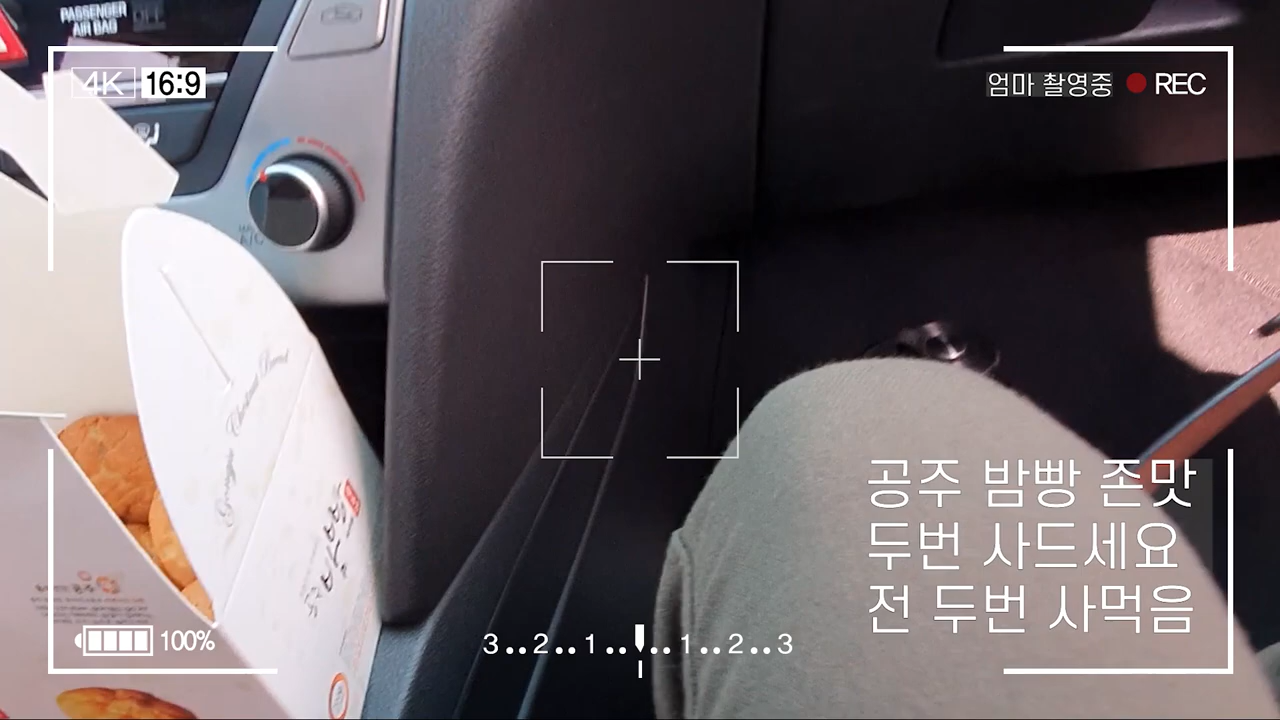 PASSENGER
AIR BAG OFF
4K 16:9
엄마 촬영중 REC
A/C
공주 밤빵 존맛
두번 사드세요
전 두번 사먹음
100%
3..2..1.. ..1..2..3